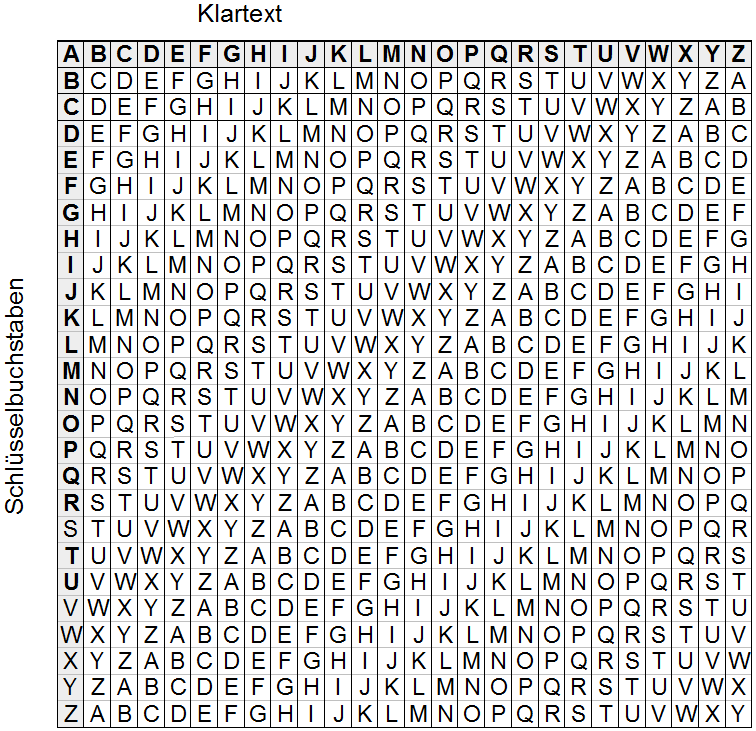 Klartext
Schlüsselbuchstaben
A B C D E F G H I J K L M N O P Q R S T U V W X Y Z
B C D E F G H I J K L M N O P Q R S T U V W X Y Z A
C D E F G H I J K L M N O P Q R S T U V W X Y Z A B
D E F G H I J K L M N O P Q R S T U V W X Y Z A B C
E F G H I J K L M N O P Q R S T U V W X Y Z A B C D
F G H I J K L M N O P Q R S T U V W X Y Z A B C D E
G H I J K L M N O P Q R S T U V W X Y Z A B C D E F
H I J K L M N O P Q R S T U V W X Y Z A B C D E F G
I J K L M N O P Q R S T U V W X Y Z A B C D E F G H
J K L M N O P Q R S T U V W X Y Z A B C D E F G H I
K L M N O P Q R S T U V W X Y Z A B C D E F G H I J
L M N O P Q R S T U V W X Y Z A B C D E F G H I J K
M N O P Q R S T U V W X Y Z A B C D E F G H I J K L
N O P Q R S T U V W X Y Z A B C D E F G H I J K L M
O P Q R S T U V W X Y Z A B C D E F G H I J K L M N
P Q R S T U V W X Y Z A B C D E F G H I J K L M N O
Q R S T U V W X Y Z A B C D E F G H I J K L M N O P
R S T U V W X Y Z A B C D E F G H I J K L M N O P Q
S T U V W X Y Z A B C D E F G H I J K L M N O P Q R
T U V W X Y Z A B C D E F G H I J K L M N O P Q R S
U V W X Y Z A B C D E F G H I J K L M N O P Q R S T
V W X Y Z A B C D E F G H I J K L M N O P Q R S T U
W X Y Z A B C D E F G H I J K L M N O P Q R S T U V
X Y Z A B C D E F G H I J K L M N O P Q R S T U V W
Y Z A B C D E F G H I J K L M N O P Q R S T U V W X
Z A B C D E F G H I J K L M N O P Q R S T U V W X Y